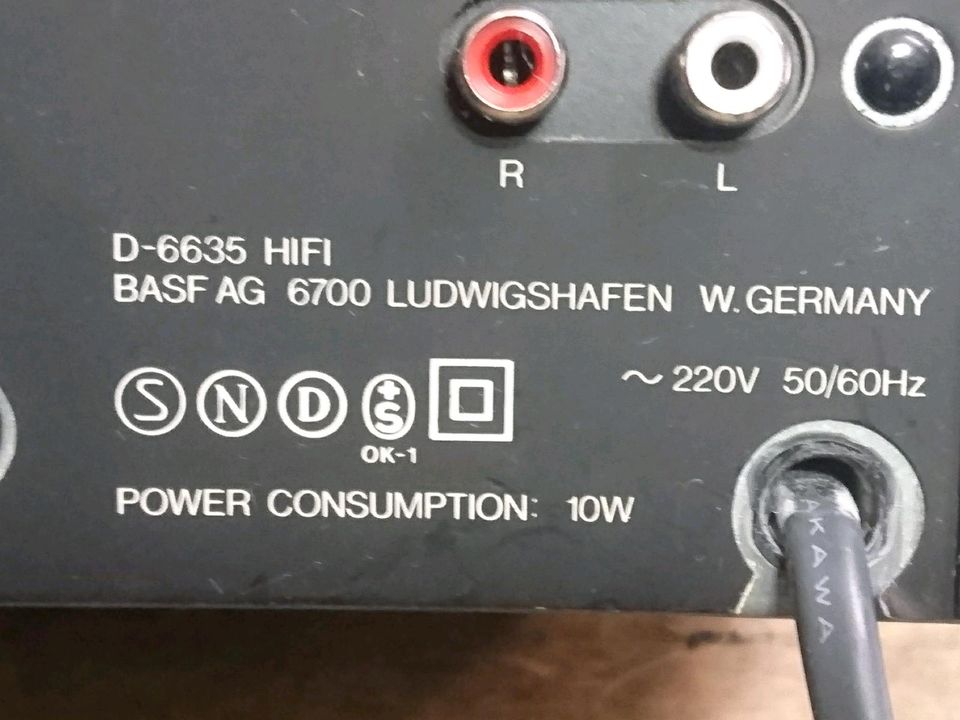 R L
D-6635 HIFI
BASF AG 6700 LUDWIGSHAFEN W. GERMANY
~ 220V 50/60Hz
S N D +S
OK-1
POWER CONSUMPTION: 10W
AKAWA